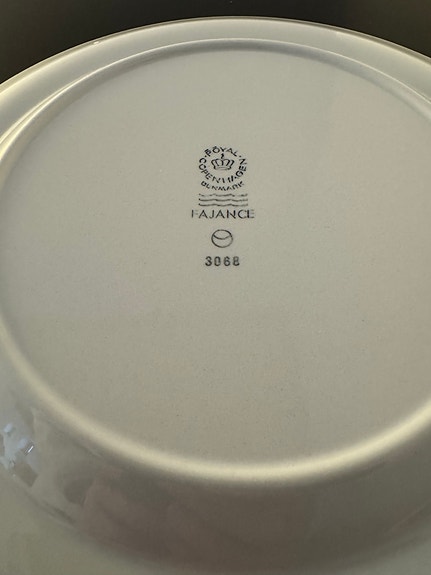 ROYAL
COPENHAGEN
DENMARK
FAJANCE
3068